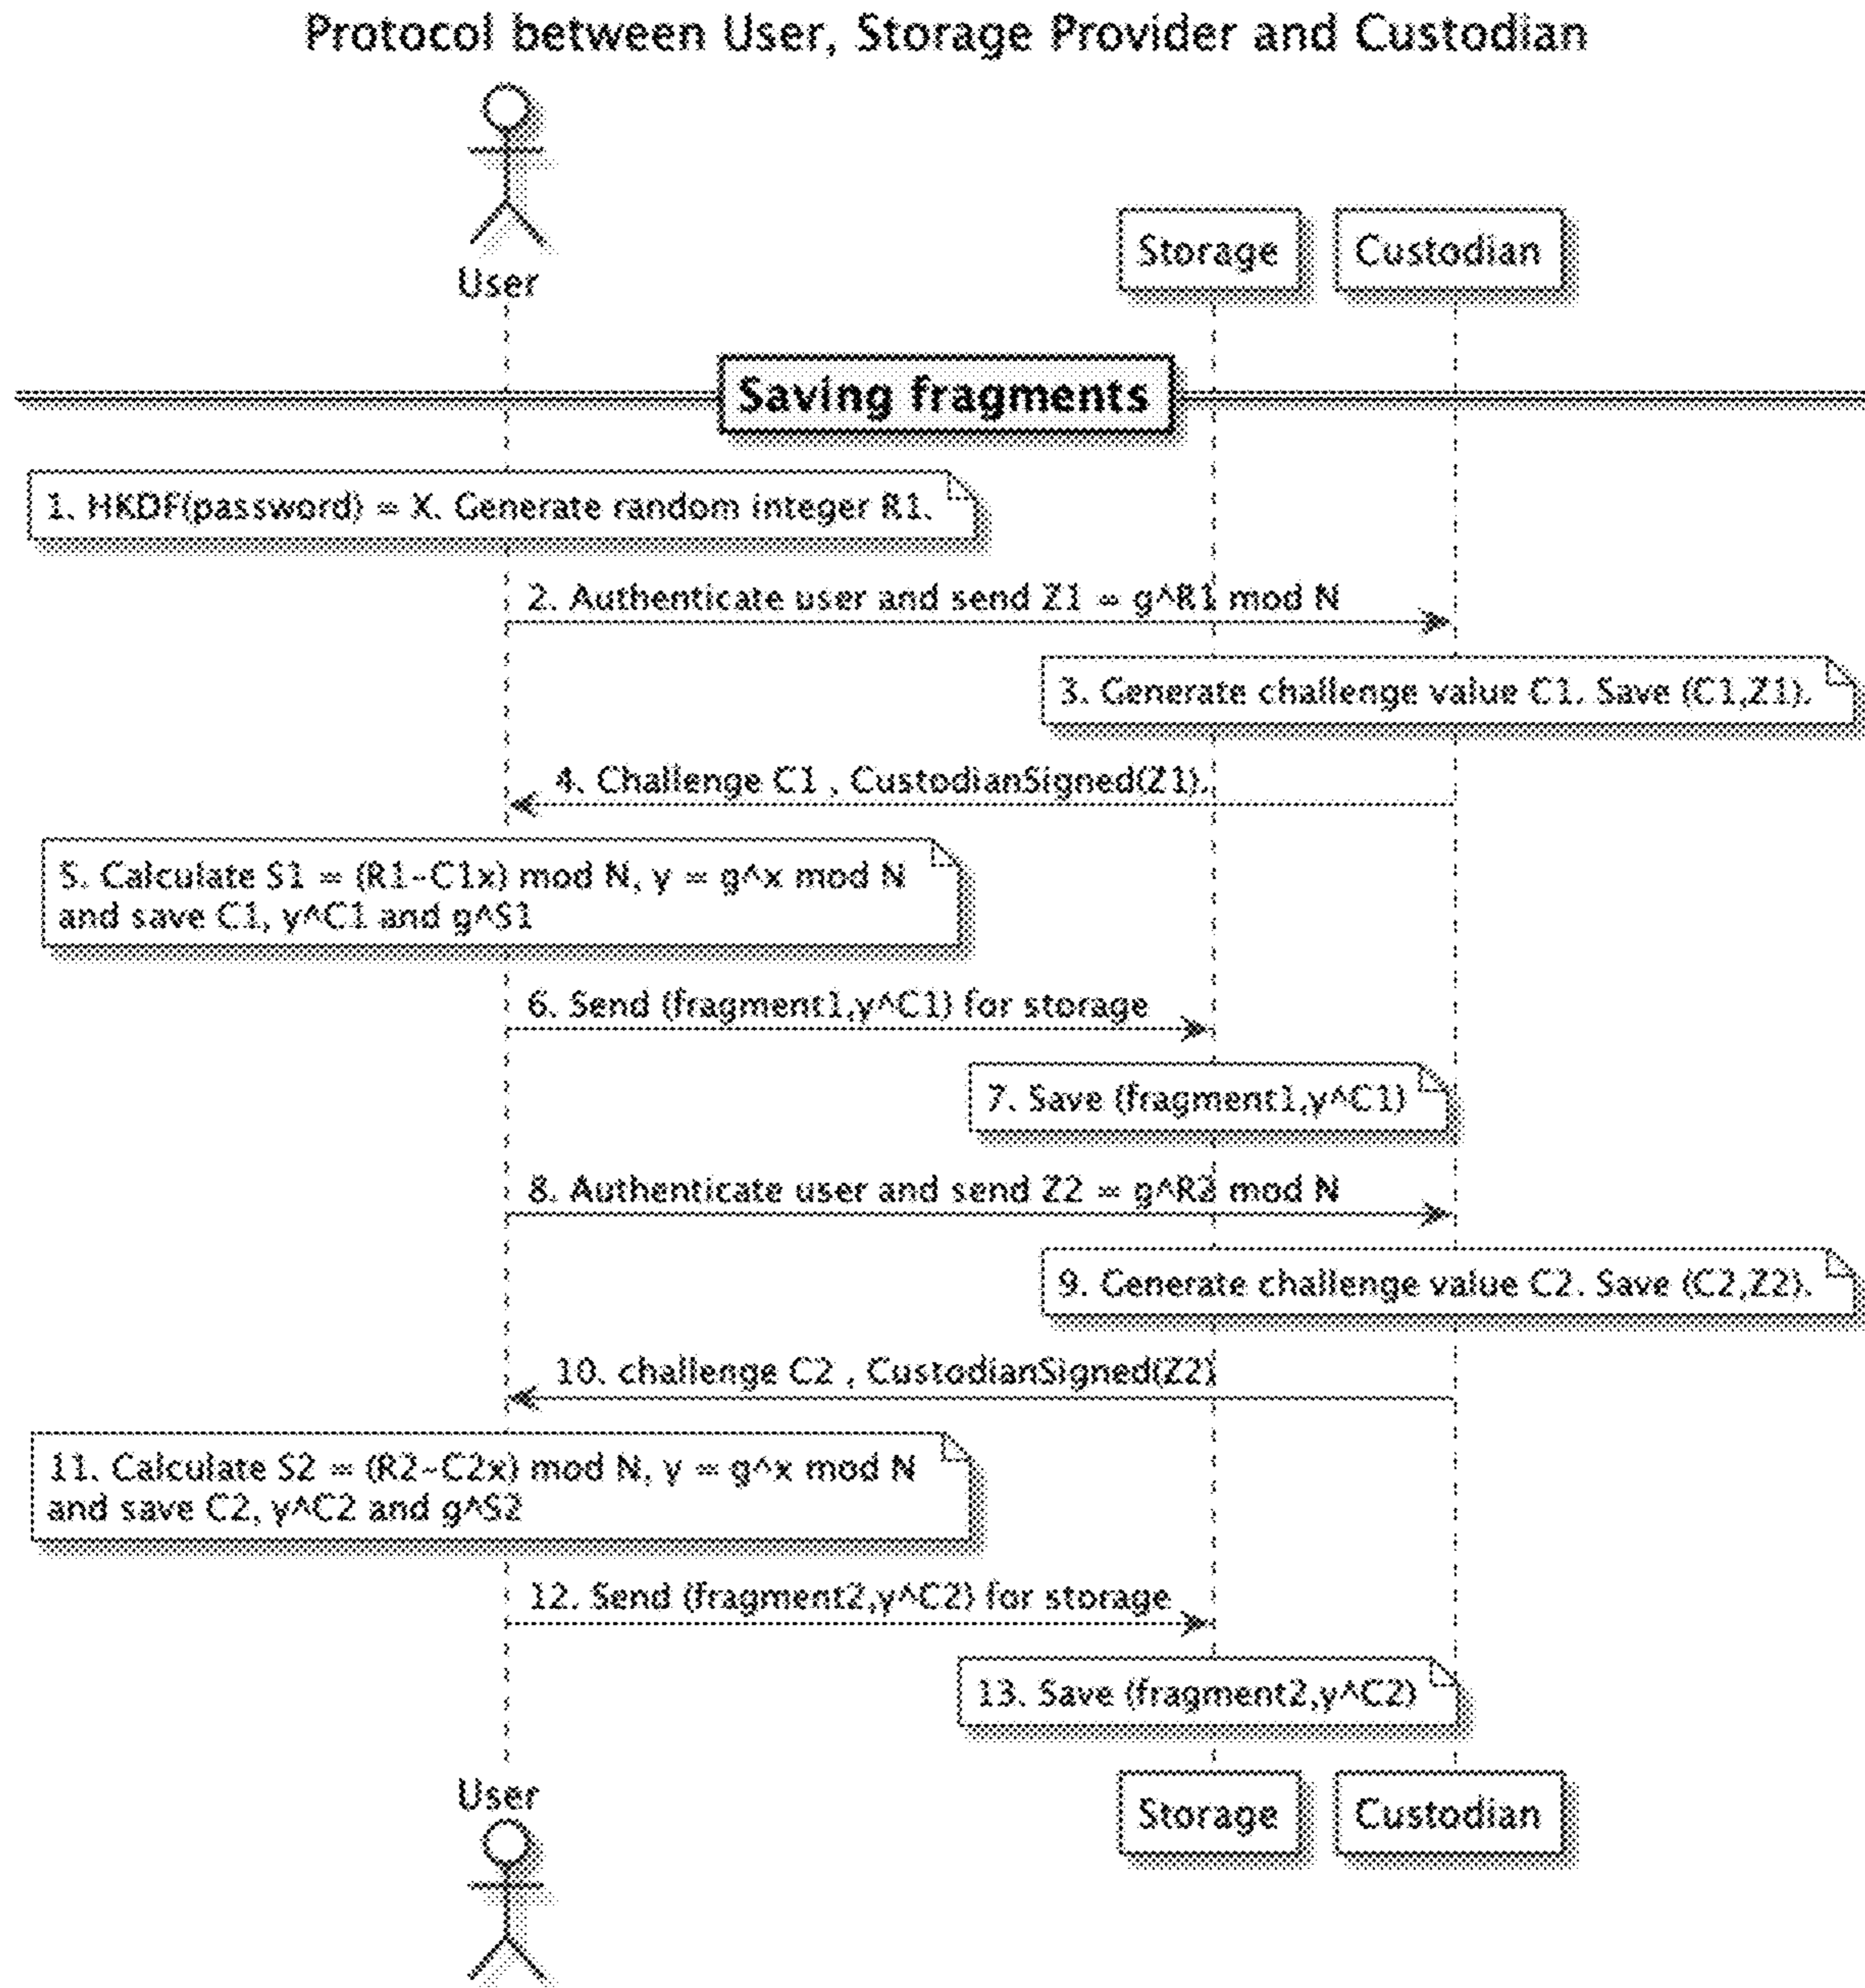 Protocol between User, Storage Provider and Custodian
User
Storage
Custodian
Saving fragments
1. HKDF(password) = X. Generate random integer R1.
2. Authenticate user and send Z1 = g^R1 mod N
3. Generate challenge value C1. Save (C1,Z1).
4. Challenge C1 , CustodianSigned(Z1).
5. Calculate S1 = (R1-C1x) mod N, y = g^x mod N
and save C1, y^C1 and g^S1
6. Send (fragment1,y^C1) for storage
7. Save (fragment1,y^C1)
8. Authenticate user and send Z2 = g^R2 mod N
9. Generate challenge value C2. Save (C2,Z2).
10. challenge C2 , CustodianSigned(Z2)
11. Calculate S2 = (R2-C2x) mod N, y = g^x mod N
and save C2, y^C2 and g^S2
12. Send (fragment2,y^C2) for storage
13. Save (fragment2,y^C2)
User
Storage
Custodian